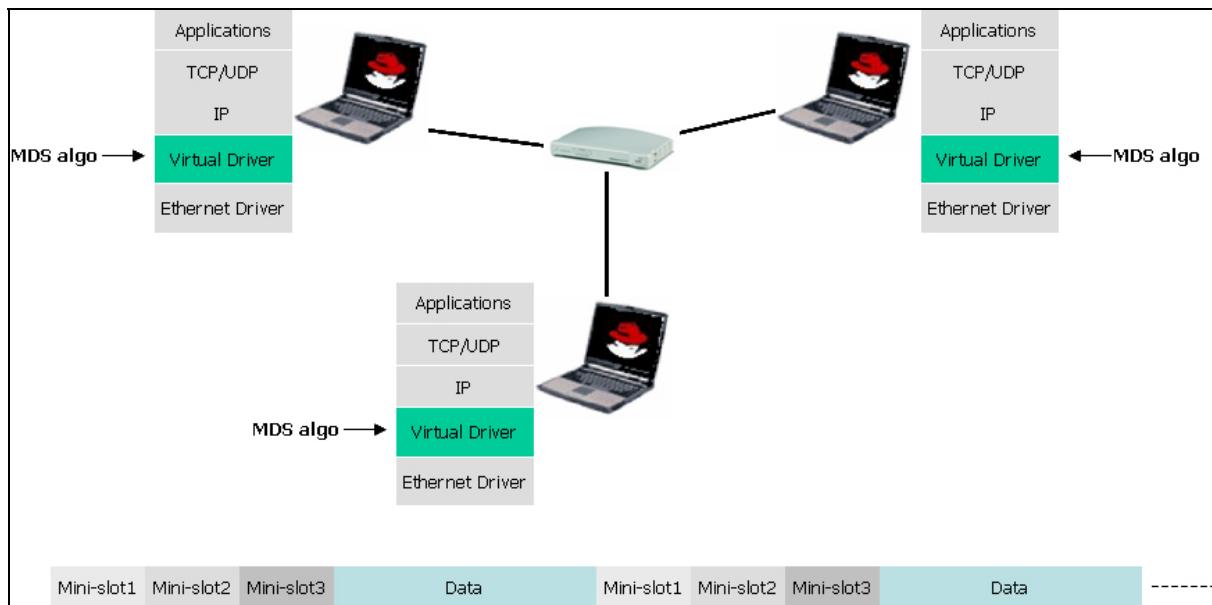 Applications
TCP/UDP
IP
MDS algo
Virtual Driver
Ethernet Driver
Applications
TCP/UDP
IP
Virtual Driver
MDS algo
Ethernet Driver
Applications
TCP/UDP
IP
MDS algo
Virtual Driver
Ethernet Driver
Mini-slot1 Mini-slot2 Mini-slot3 Data Mini-slot1 Mini-slot2 Mini-slot3 Data